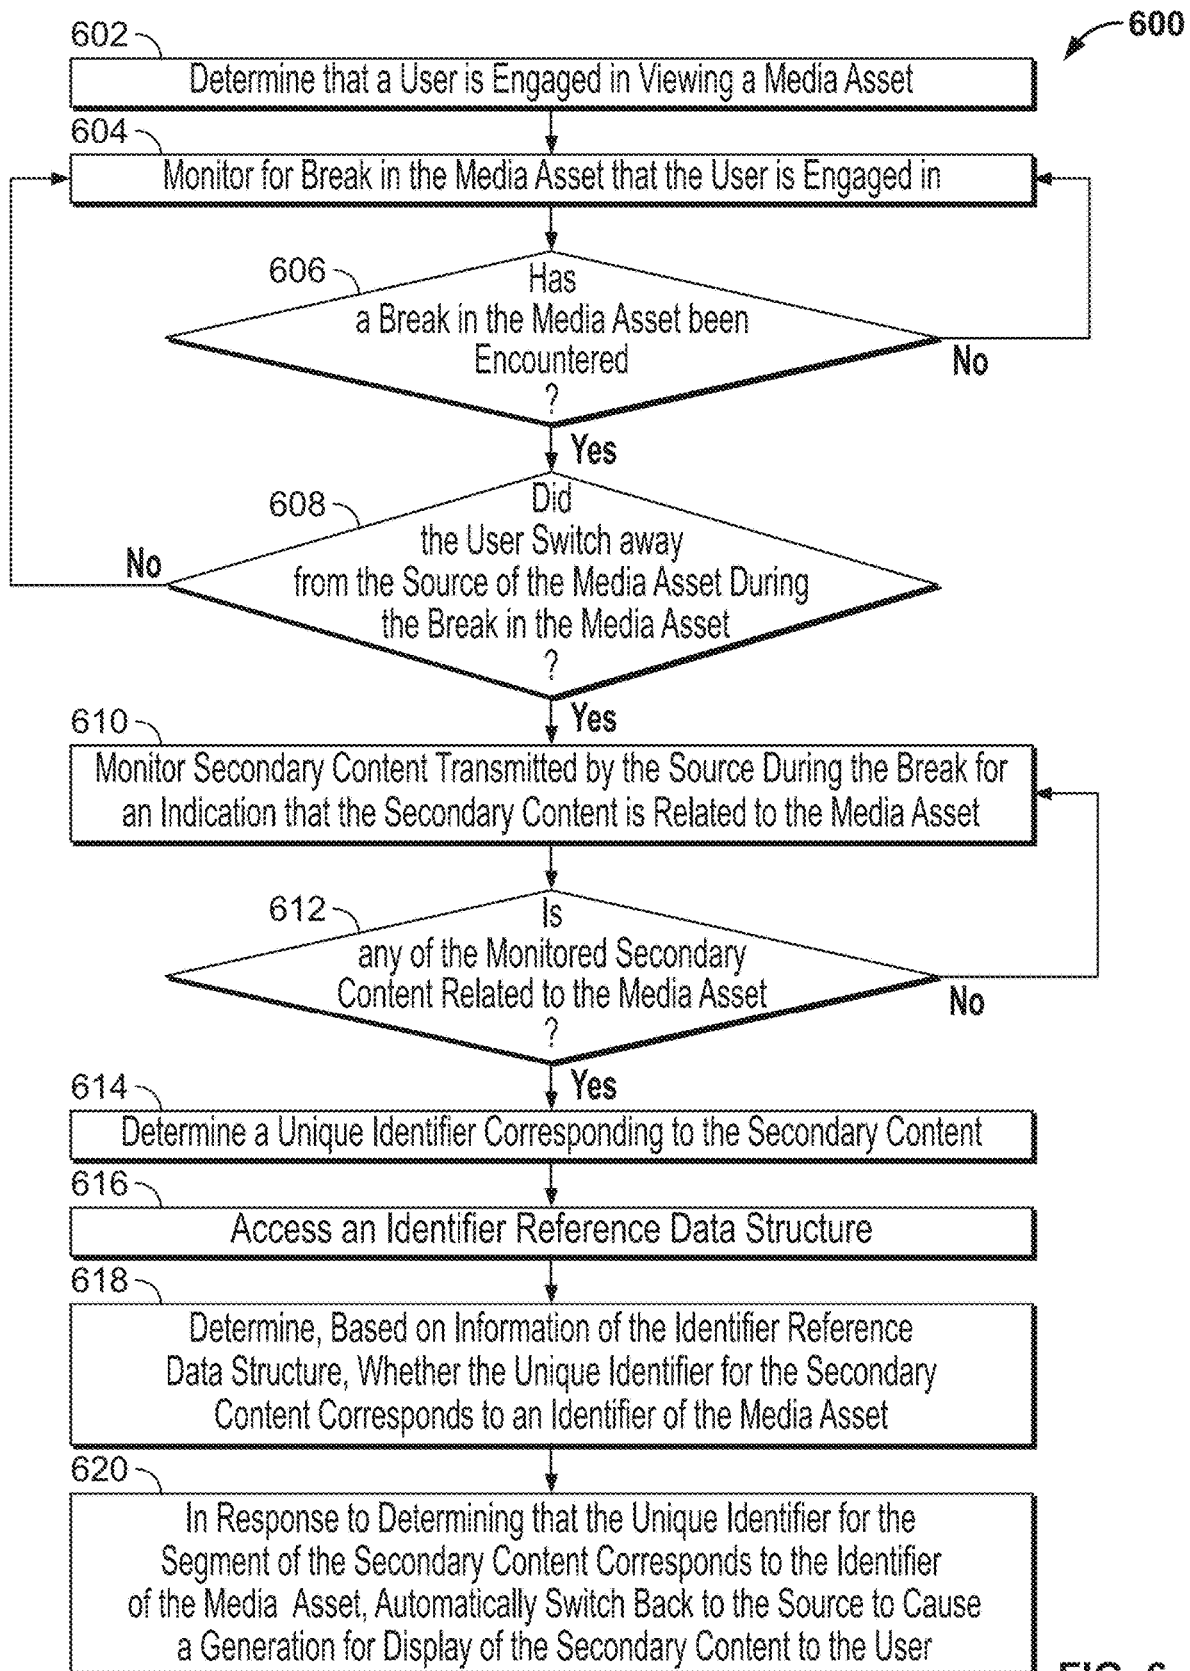 600
602
Determine that a User is Engaged in Viewing a Media Asset
604
Monitor for Break in the Media Asset that the User is Engaged in
606
Has
a Break in the Media Asset been
Encountered
?
No
Yes
608
Did
the User Switch away
from the Source of the Media Asset During
the Break in the Media Asset
?
No
Yes
610
Monitor Secondary Content Transmitted by the Source During the Break for
an Indication that the Secondary Content is Related to the Media Asset
612
Is
any of the Monitored Secondary
Content Related to the Media Asset
?
No
Yes
614
Determine a Unique Identifier Corresponding to the Secondary Content
616
Access an Identifier Reference Data Structure
618
Determine, Based on Information of the Identifier Reference
Data Structure, Whether the Unique Identifier for the Secondary
Content Corresponds to an Identifier of the Media Asset
620
In Response to Determining that the Unique Identifier for the
Segment of the Secondary Content Corresponds to the Identifier
of the Media Asset, Automatically Switch Back to the Source to Cause
a Generation for Display of the Secondary Content to the User
FIG. 6